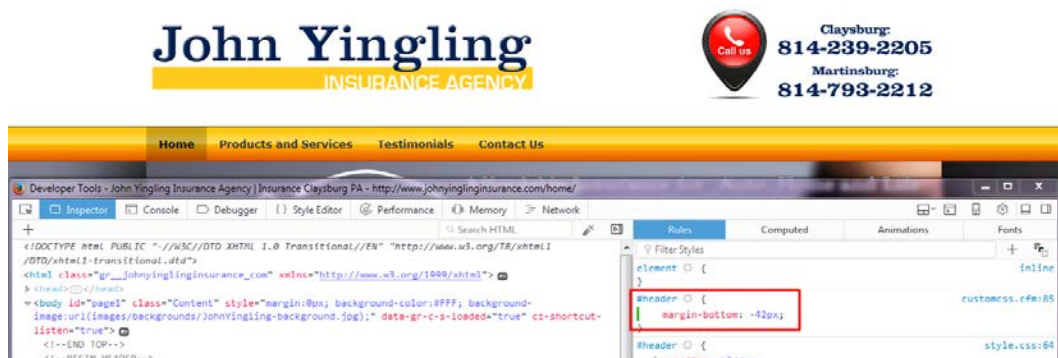 John Yingling
INSURANCE AGENCY
Call us
Claysburg:
814-239-2205
Martinsburg:
814-793-2212
Home Products and Services Testimonials Contact Us
Developer Tools - John Yingling Insurance Agency | Insurance Claysburg PA - http://www.johnyinglinginsurance.com/home/
Inspector Console Debugger {} Style Editor Performance Memory Network
+ Search HTML
Rules Computed Animations Fonts
Filter Styles +
<!DOCTYPE html PUBLIC "-//W3C//DTD XHTML 1.0 Transitional//EN" "http://www.w3.org/TR/xhtml1
/DTD/xhtml1-transitional.dtd">
<html class="gr__johnyinglinginsurance_com" xmlns="http://www.w3.org/1999/xhtml">
<head></head>
<body id="page1" class="Content" style="margin:0px; background-color:#FFF; background-
image:url(images/backgrounds/JohnYingling-background.jpg);" data-gr-c-s-loaded="true" cz-shortcut-
listen="true">
<!--END TOP-->
<!--BEGIN HEADER-->
element { inline
}
#header { customcss.cfm:85
margin-bottom: -42px;
}
#header { style.css:64